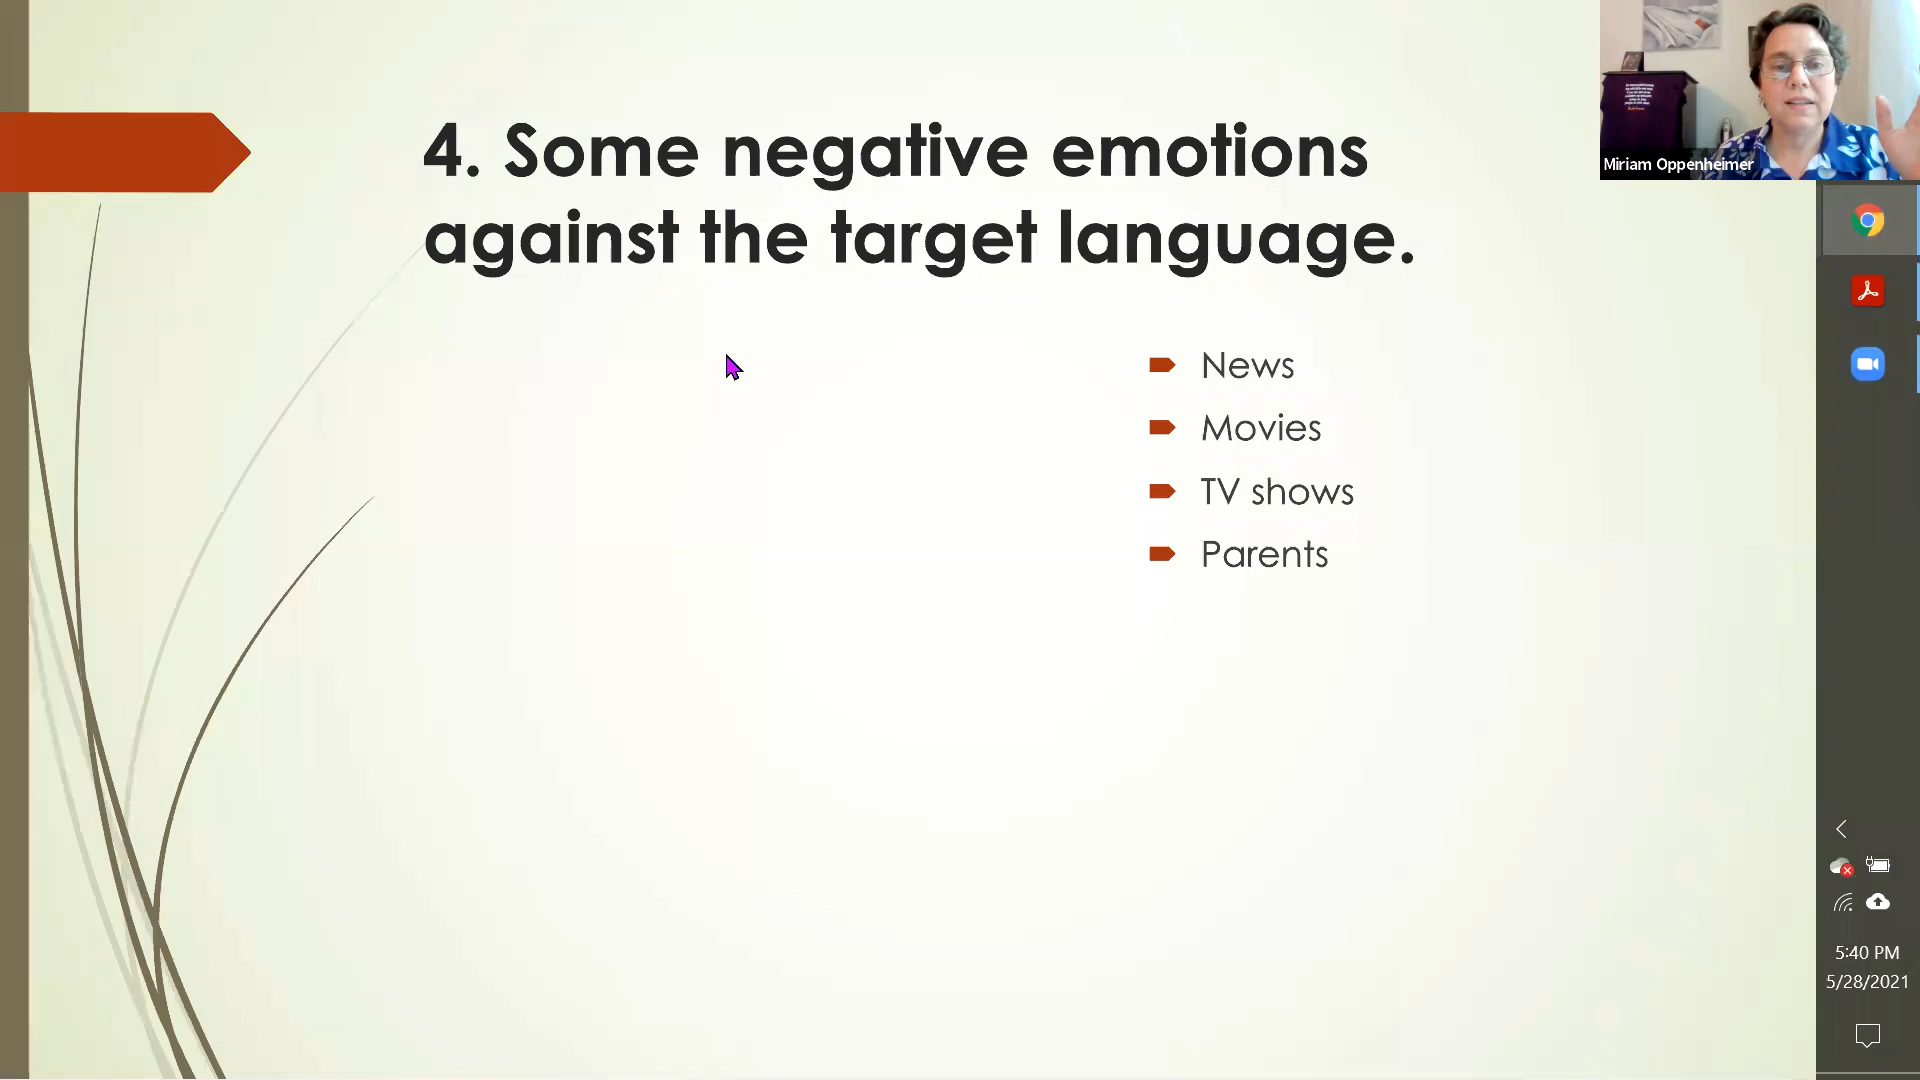 4. Some negative emotions
against the target language.
News
Movies
TV shows
Parents
Miriam Oppenheimer
5:40 PM
5/28/2021